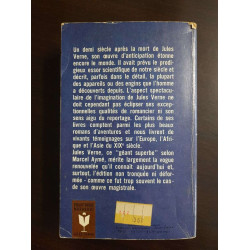 Un demi siècle après la mort de Jules
Verne, son œuvre d'anticipation étonne
encore le monde. Il avait prévu le prodi-
gieux essor scientifique de notre siècle et
décrit, parfois dans le détail, la plupart
des appareils ou des engins que l'homme
a découverts depuis. L'aspect spectacu-
laire de l'imagination de Jules Verne ne
doit cependant pas éclipser ses excep-
tionnelles qualités de romancier ni son
sens aigu du reportage. Certains de ses
livres comptent parmi les plus beaux
romans d'aventures et nous livrent de
vivants témoignages sur l'Europe, l'Afri-
que et l'Asie du XIXe siècle.
Jules Verne, ce "géant superbe" selon
Marcel Aymé, mérite largement la vogue
renouvelée qu'il connaît aujourd'hui et,
surtout, l'édition non tronquée ni défor-
mée - comme ce fut trop souvent le cas -
de son œuvre magistrale.